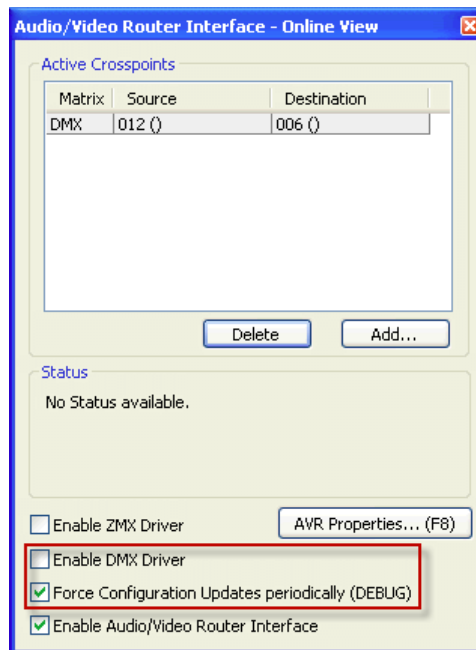 Audio/Video Router Interface - Online View
Active Crosspoints
Matrix Source Destination
DMX 012 () 006 ()
Delete Add...
Status
No Status available.
Enable ZMX Driver AVR Properties... (F8)
Enable DMX Driver
Force Configuration Updates periodically (DEBUG)
Enable Audio/Video Router Interface